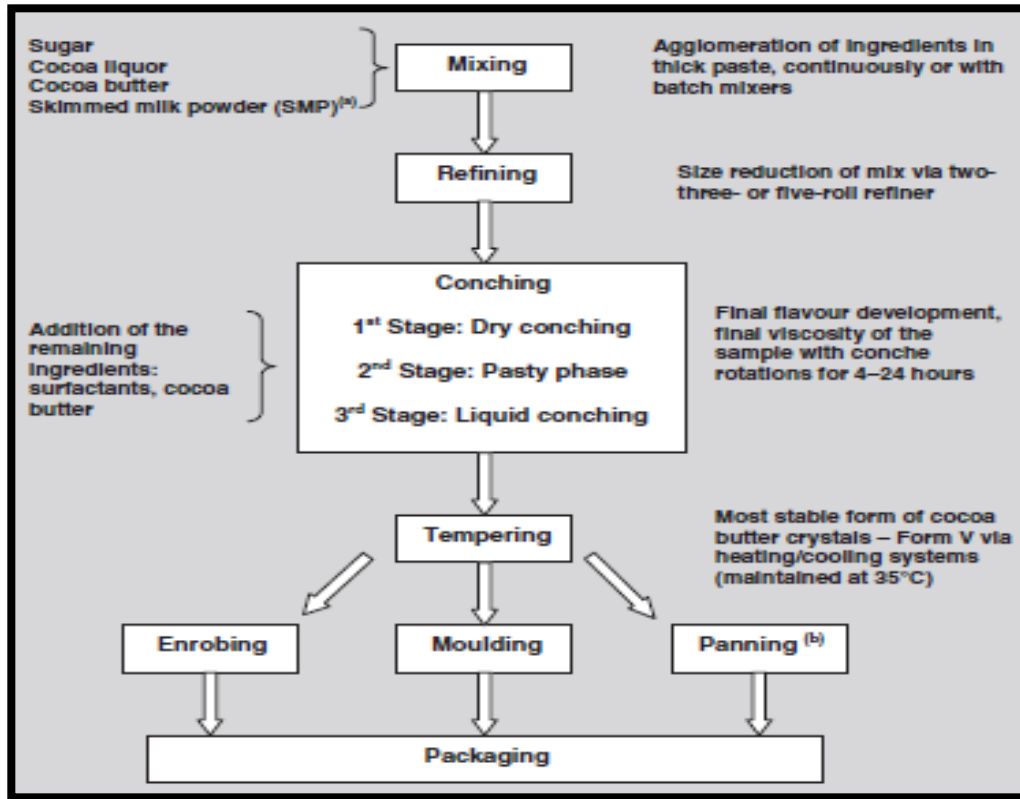 Sugar
Cocoa liquor
Cocoa butter
Skimmed milk powder (SMP)(a)
Mixing
Agglomeration of ingredients in
thick paste, continuously or with
batch mixers
Refining
Size reduction of mix via two-
three- or five-roll refiner
Conching
1st Stage: Dry conching
2nd Stage: Pasty phase
3rd Stage: Liquid conching
Addition of the
remaining
ingredients:
surfactants, cocoa
butter
Final flavour development,
final viscosity of the
sample with conche
rotations for 4–24 hours
Tempering
Most stable form of cocoa
butter crystals – Form V via
heating/cooling systems
(maintained at 35°C)
Enrobing
Moulding
Panning (b)
Packaging